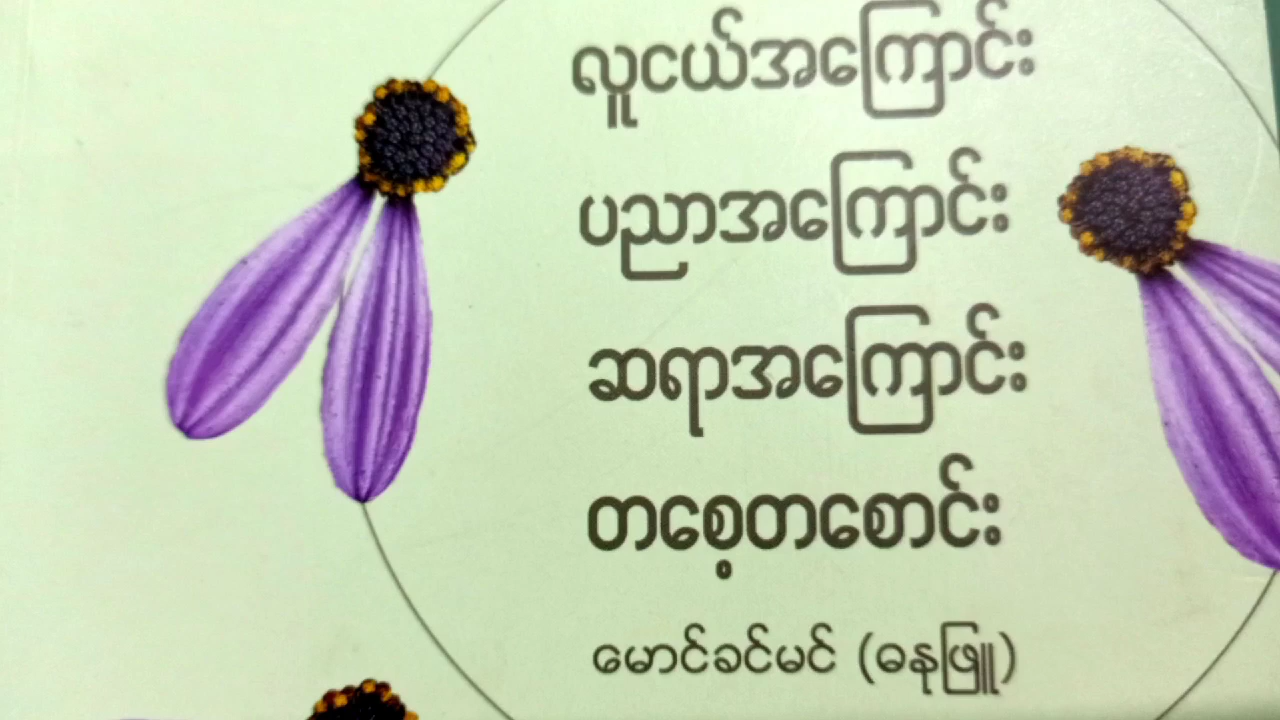 လူငယ်အကြောင်း
ပညာအကြောင်း
ဆရာအကြောင်း
တစေ့တစောင်း
မောင်ခင်မင် (ဓနုဖြူ)